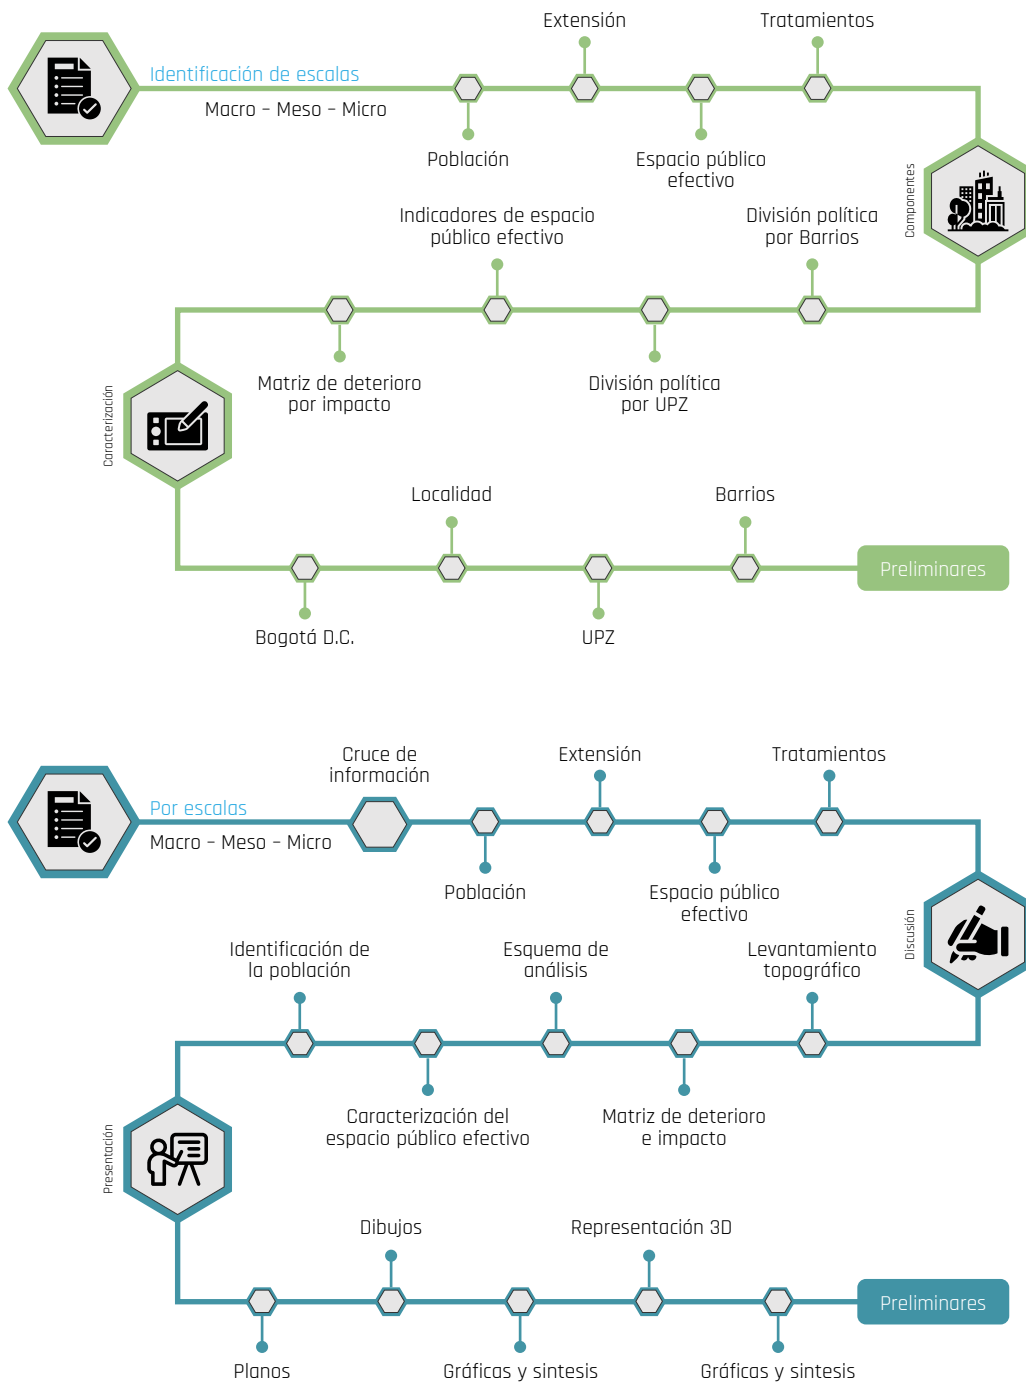 Extensión
Tratamientos
Identificación de escalas
Macro – Meso – Micro
Población
Espacio público
efectivo
Componentes
Indicadores de espacio
público efectivo
División política
por Barrios
Matriz de deterioro
por impacto
División política
por UPZ
Caracterización
Localidad
Barrios
Preliminares
Bogotá D.C.
UPZ
Cruce de
información
Extensión
Tratamientos
Por escalas
Macro – Meso – Micro
Población
Espacio público
efectivo
Discusión
Identificación de
la población
Esquema de
análisis
Levantamiento
topográfico
Caracterización del
espacio público efectivo
Matriz de deterioro
e impacto
Presentación
Dibujos
Representación 3D
Preliminares
Planos
Gráficas y sintesis
Gráficas y sintesis